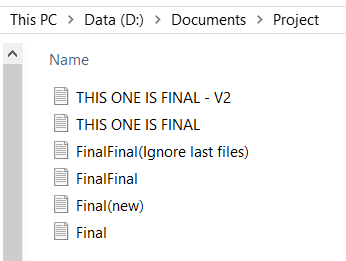 This PC > Data (D:) > Documents > Project
Name
THIS ONE IS FINAL - V2
THIS ONE IS FINAL
FinalFinal(Ignore last files)
FinalFinal
Final(new)
Final